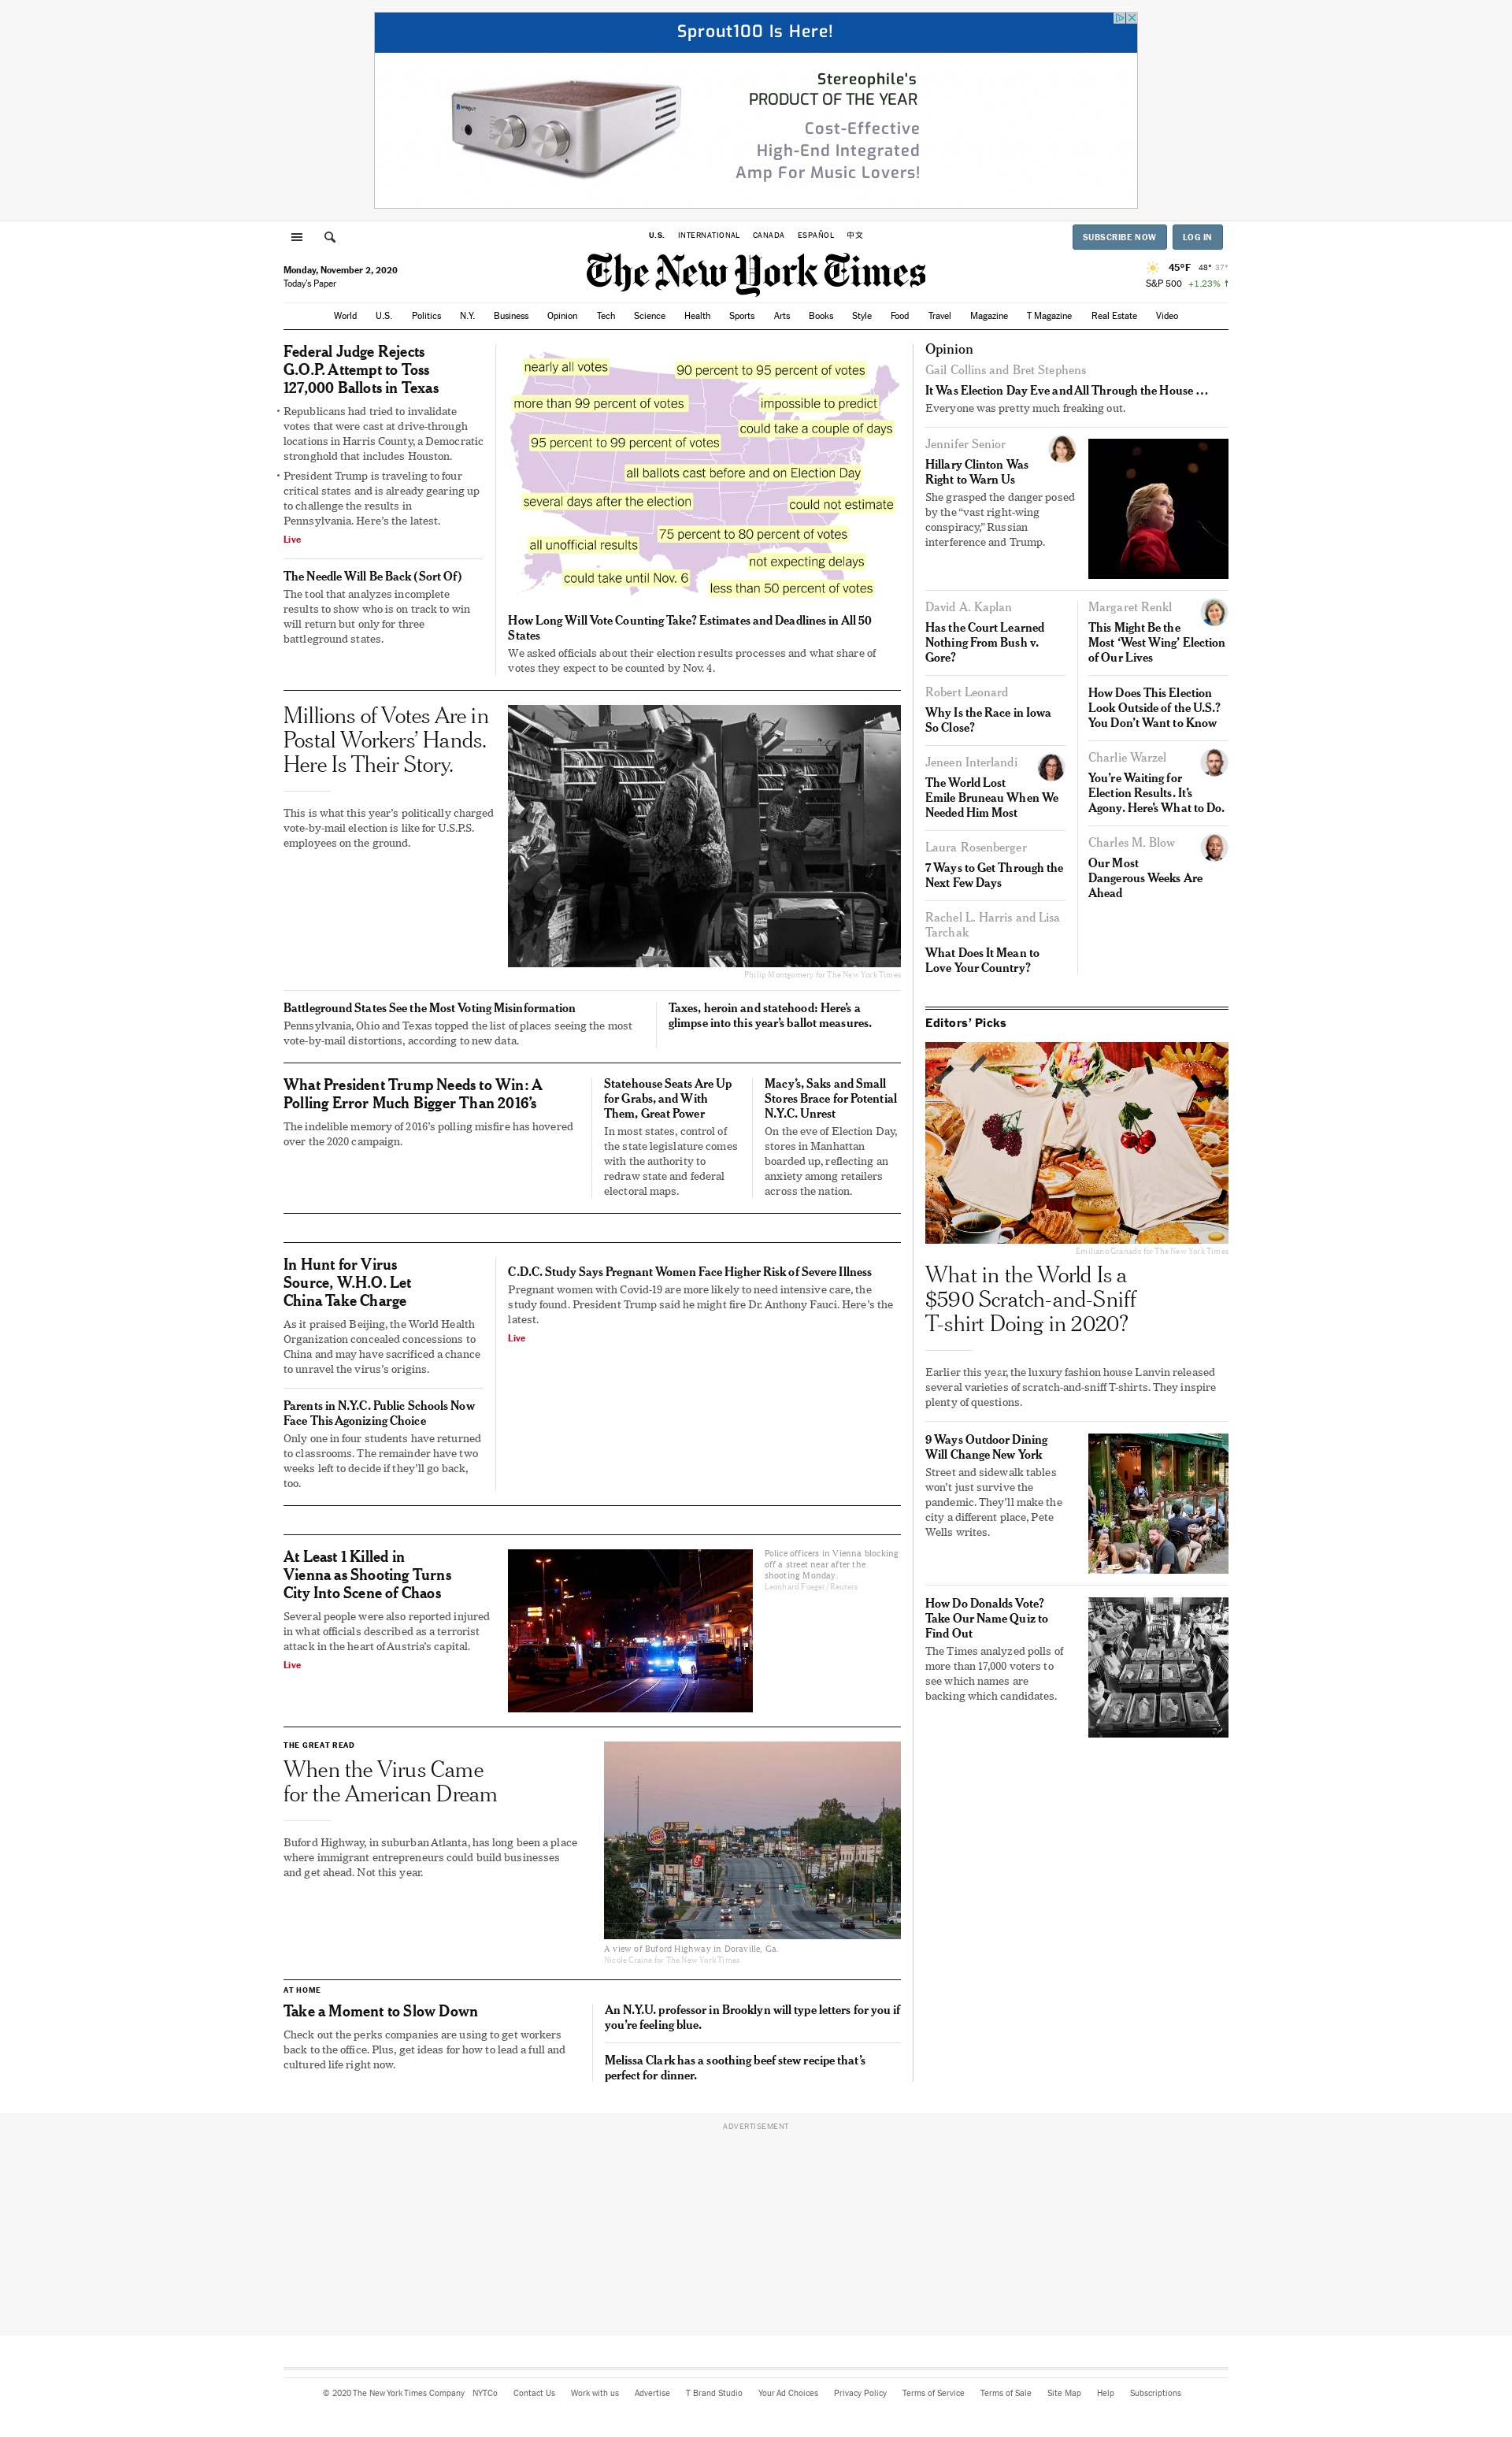 Sprout100 Is Here!
Stereophile's
PRODUCT OF THE YEAR
Cost-Effective
High-End Integrated
Amp For Music Lovers!
U.S. INTERNATIONAL CANADA ESPAÑOL 中文
SUBSCRIBE NOW LOG IN
Monday, November 2, 2020
Today's Paper
The New York Times
45°F 48° 37°
S&P 500 +1.23% ↑
World U.S. Politics N.Y. Business Opinion Tech Science Health Sports Arts Books Style Food Travel Magazine T Magazine Real Estate Video
Federal Judge Rejects
G.O.P. Attempt to Toss
127,000 Ballots in Texas
• Republicans had tried to invalidate
votes that were cast at drive-through
locations in Harris County, a Democratic
stronghold that includes Houston.
• President Trump is traveling to four
critical states and is already gearing up
to challenge the results in
Pennsylvania. Here's the latest.
Live
The Needle Will Be Back (Sort Of)
The tool that analyzes incomplete
results to show who is on track to win
will return but only for three
battleground states.
nearly all votes
90 percent to 95 percent of votes
more than 99 percent of votes
impossible to predict
could take a couple of days
95 percent to 99 percent of votes
all ballots cast before and on Election Day
several days after the election
could not estimate
75 percent to 80 percent of votes
all unofficial results
not expecting delays
could take until Nov. 6
less than 50 percent of votes
How Long Will Vote Counting Take? Estimates and Deadlines in All 50
States
We asked officials about their election results processes and what share of
votes they expect to be counted by Nov. 4.
Millions of Votes Are in
Postal Workers' Hands.
Here Is Their Story.
This is what this year's politically charged
vote-by-mail election is like for U.S.P.S.
employees on the ground.
Philip Montgomery for The New York Times
Battleground States See the Most Voting Misinformation
Pennsylvania, Ohio and Texas topped the list of places seeing the most
vote-by-mail distortions, according to new data.
Taxes, heroin and statehood: Here's a
glimpse into this year's ballot measures.
What President Trump Needs to Win: A
Polling Error Much Bigger Than 2016's
The indelible memory of 2016's polling misfire has hovered
over the 2020 campaign.
Statehouse Seats Are Up
for Grabs, and With
Them, Great Power
In most states, control of
the state legislature comes
with the authority to
redraw state and federal
electoral maps.
Macy's, Saks and Small
Stores Brace for Potential
N.Y.C. Unrest
On the eve of Election Day,
stores in Manhattan
boarded up, reflecting an
anxiety among retailers
across the nation.
In Hunt for Virus
Source, W.H.O. Let
China Take Charge
As it praised Beijing, the World Health
Organization concealed concessions to
China and may have sacrificed a chance
to unravel the virus's origins.
Parents in N.Y.C. Public Schools Now
Face This Agonizing Choice
Only one in four students have returned
to classrooms. The remainder have two
weeks left to decide if they'll go back,
too.
C.D.C. Study Says Pregnant Women Face Higher Risk of Severe Illness
Pregnant women with Covid-19 are more likely to need intensive care, the
study found. President Trump said he might fire Dr. Anthony Fauci. Here's the
latest.
Live
At Least 1 Killed in
Vienna as Shooting Turns
City Into Scene of Chaos
Several people were also reported injured
in what officials described as a terrorist
attack in the heart of Austria's capital.
Live
Police officers in Vienna blocking
off a street near after the
shooting Monday.
Leonhard Foeger/Reuters
THE GREAT READ
When the Virus Came
for the American Dream
Buford Highway, in suburban Atlanta, has long been a place
where immigrant entrepreneurs could build businesses
and get ahead. Not this year.
A view of Buford Highway in Doraville, Ga.
Nicole Craine for The New York Times
AT HOME
Take a Moment to Slow Down
Check out the perks companies are using to get workers
back to the office. Plus, get ideas for how to lead a full and
cultured life right now.
An N.Y.U. professor in Brooklyn will type letters for you if
you're feeling blue.
Melissa Clark has a soothing beef stew recipe that's
perfect for dinner.
Opinion
Gail Collins and Bret Stephens
It Was Election Day Eve and All Through the House …
Everyone was pretty much freaking out.
Jennifer Senior
Hillary Clinton Was
Right to Warn Us
She grasped the danger posed
by the “vast right-wing
conspiracy,” Russian
interference and Trump.
David A. Kaplan
Has the Court Learned
Nothing From Bush v.
Gore?
Robert Leonard
Why Is the Race in Iowa
So Close?
Jeneen Interlandi
The World Lost
Emile Bruneau When We
Needed Him Most
Laura Rosenberger
7 Ways to Get Through the
Next Few Days
Rachel L. Harris and Lisa
Tarchak
What Does It Mean to
Love Your Country?
Margaret Renkl
This Might Be the
Most ‘West Wing’ Election
of Our Lives
How Does This Election
Look Outside of the U.S.?
You Don't Want to Know
Charlie Warzel
You're Waiting for
Election Results. It's
Agony. Here's What to Do.
Charles M. Blow
Our Most
Dangerous Weeks Are
Ahead
Editors' Picks
Emiliano Granado for The New York Times
What in the World Is a
$590 Scratch-and-Sniff
T-shirt Doing in 2020?
Earlier this year, the luxury fashion house Lanvin released
several varieties of scratch-and-sniff T-shirts. They inspire
plenty of questions.
9 Ways Outdoor Dining
Will Change New York
Street and sidewalk tables
won't just survive the
pandemic. They'll make the
city a different place, Pete
Wells writes.
How Do Donalds Vote?
Take Our Name Quiz to
Find Out
The Times analyzed polls of
more than 17,000 voters to
see which names are
backing which candidates.
ADVERTISEMENT
© 2020 The New York Times Company NYTCo Contact Us Work with us Advertise T Brand Studio Your Ad Choices Privacy Policy Terms of Service Terms of Sale Site Map Help Subscriptions